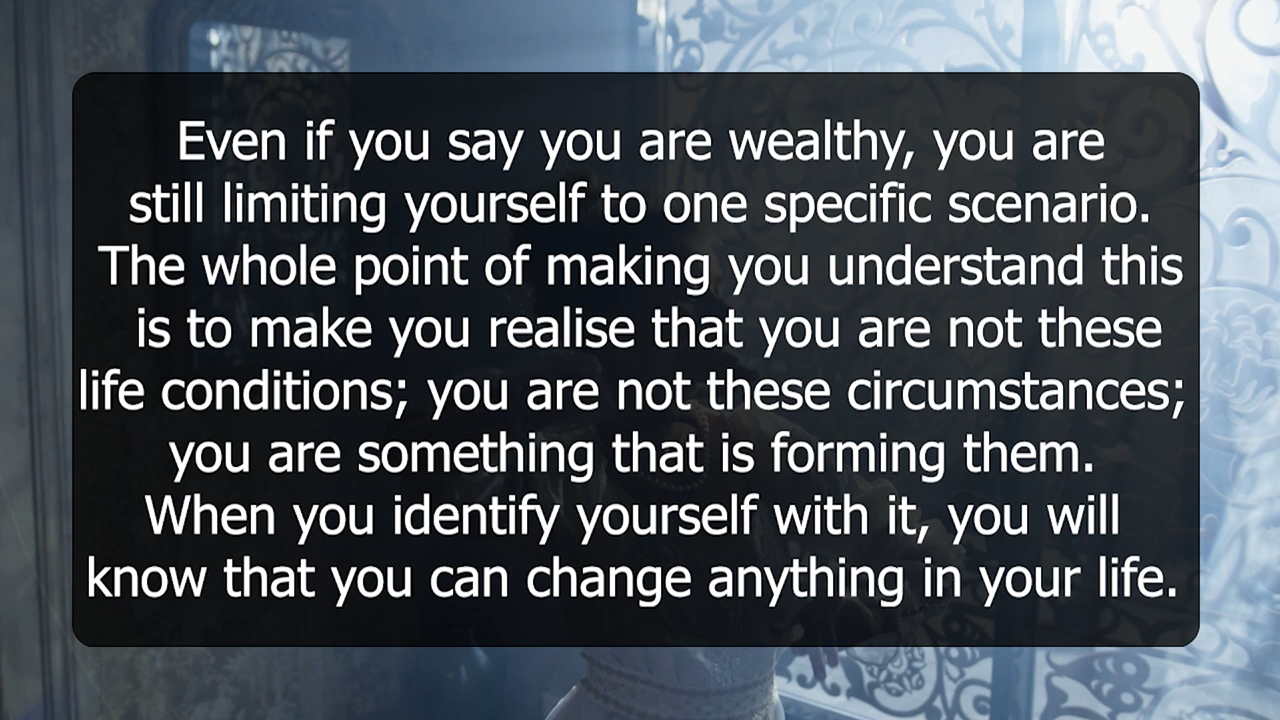 Even if you say you are wealthy, you are
still limiting yourself to one specific scenario.
The whole point of making you understand this
is to make you realise that you are not these
life conditions; you are not these circumstances;
you are something that is forming them.
When you identify yourself with it, you will
know that you can change anything in your life.